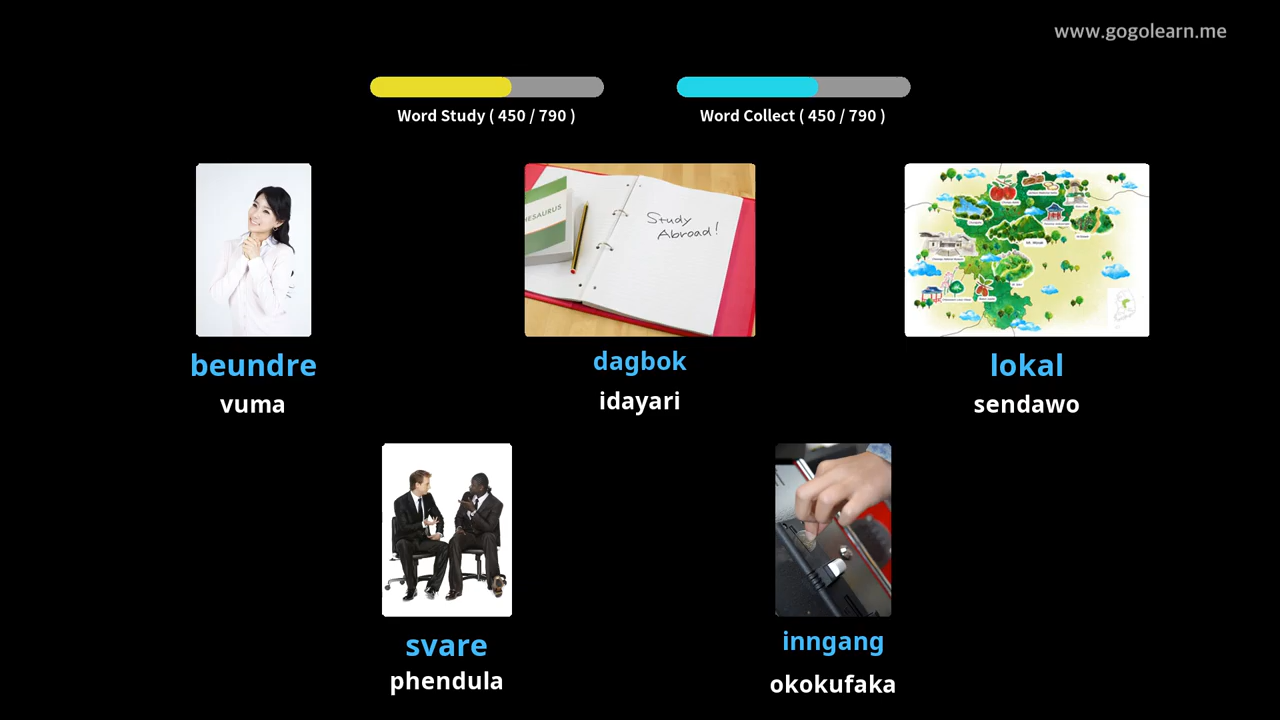 www.gogolearn.me
Word Study ( 450 / 790 )
Word Collect ( 450 / 790 )
HESAURUS
Study
Abroad!
beundre
vuma
dagbok
idayari
lokal
sendawo
svare
phendula
inngang
okokufaka